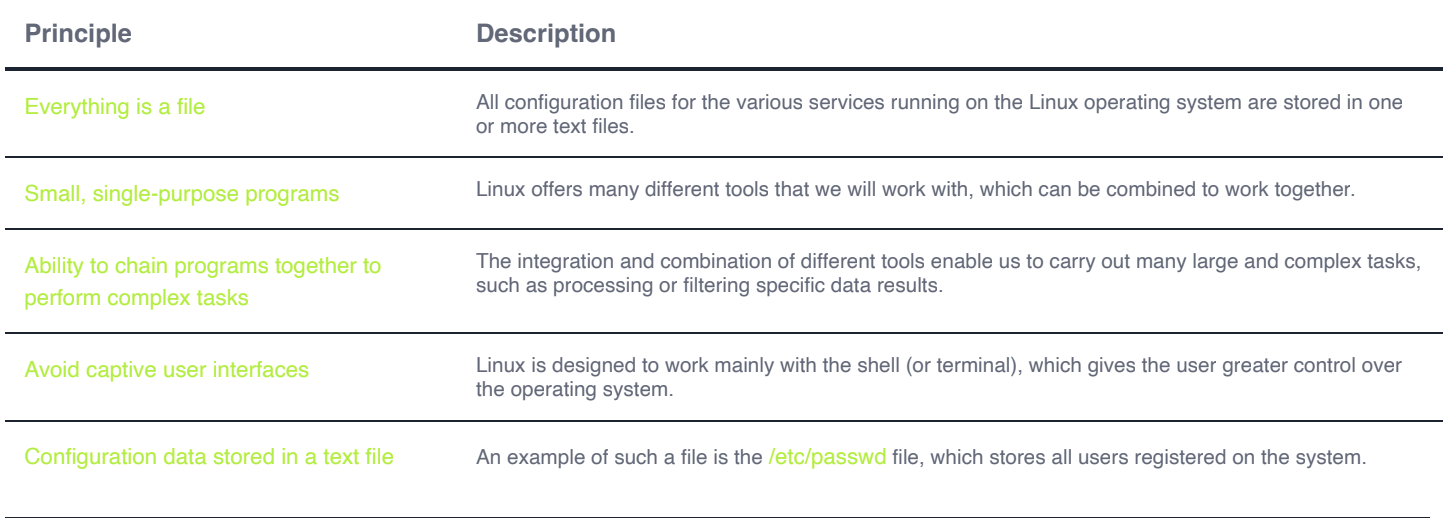 Principle Description
Everything is a file
All configuration files for the various services running on the Linux operating system are stored in one
or more text files.
Small, single-purpose programs
Linux offers many different tools that we will work with, which can be combined to work together.
Ability to chain programs together to
perform complex tasks
The integration and combination of different tools enable us to carry out many large and complex tasks,
such as processing or filtering specific data results.
Avoid captive user interfaces
Linux is designed to work mainly with the shell (or terminal), which gives the user greater control over
the operating system.
Configuration data stored in a text file
An example of such a file is the /etc/passwd file, which stores all users registered on the system.